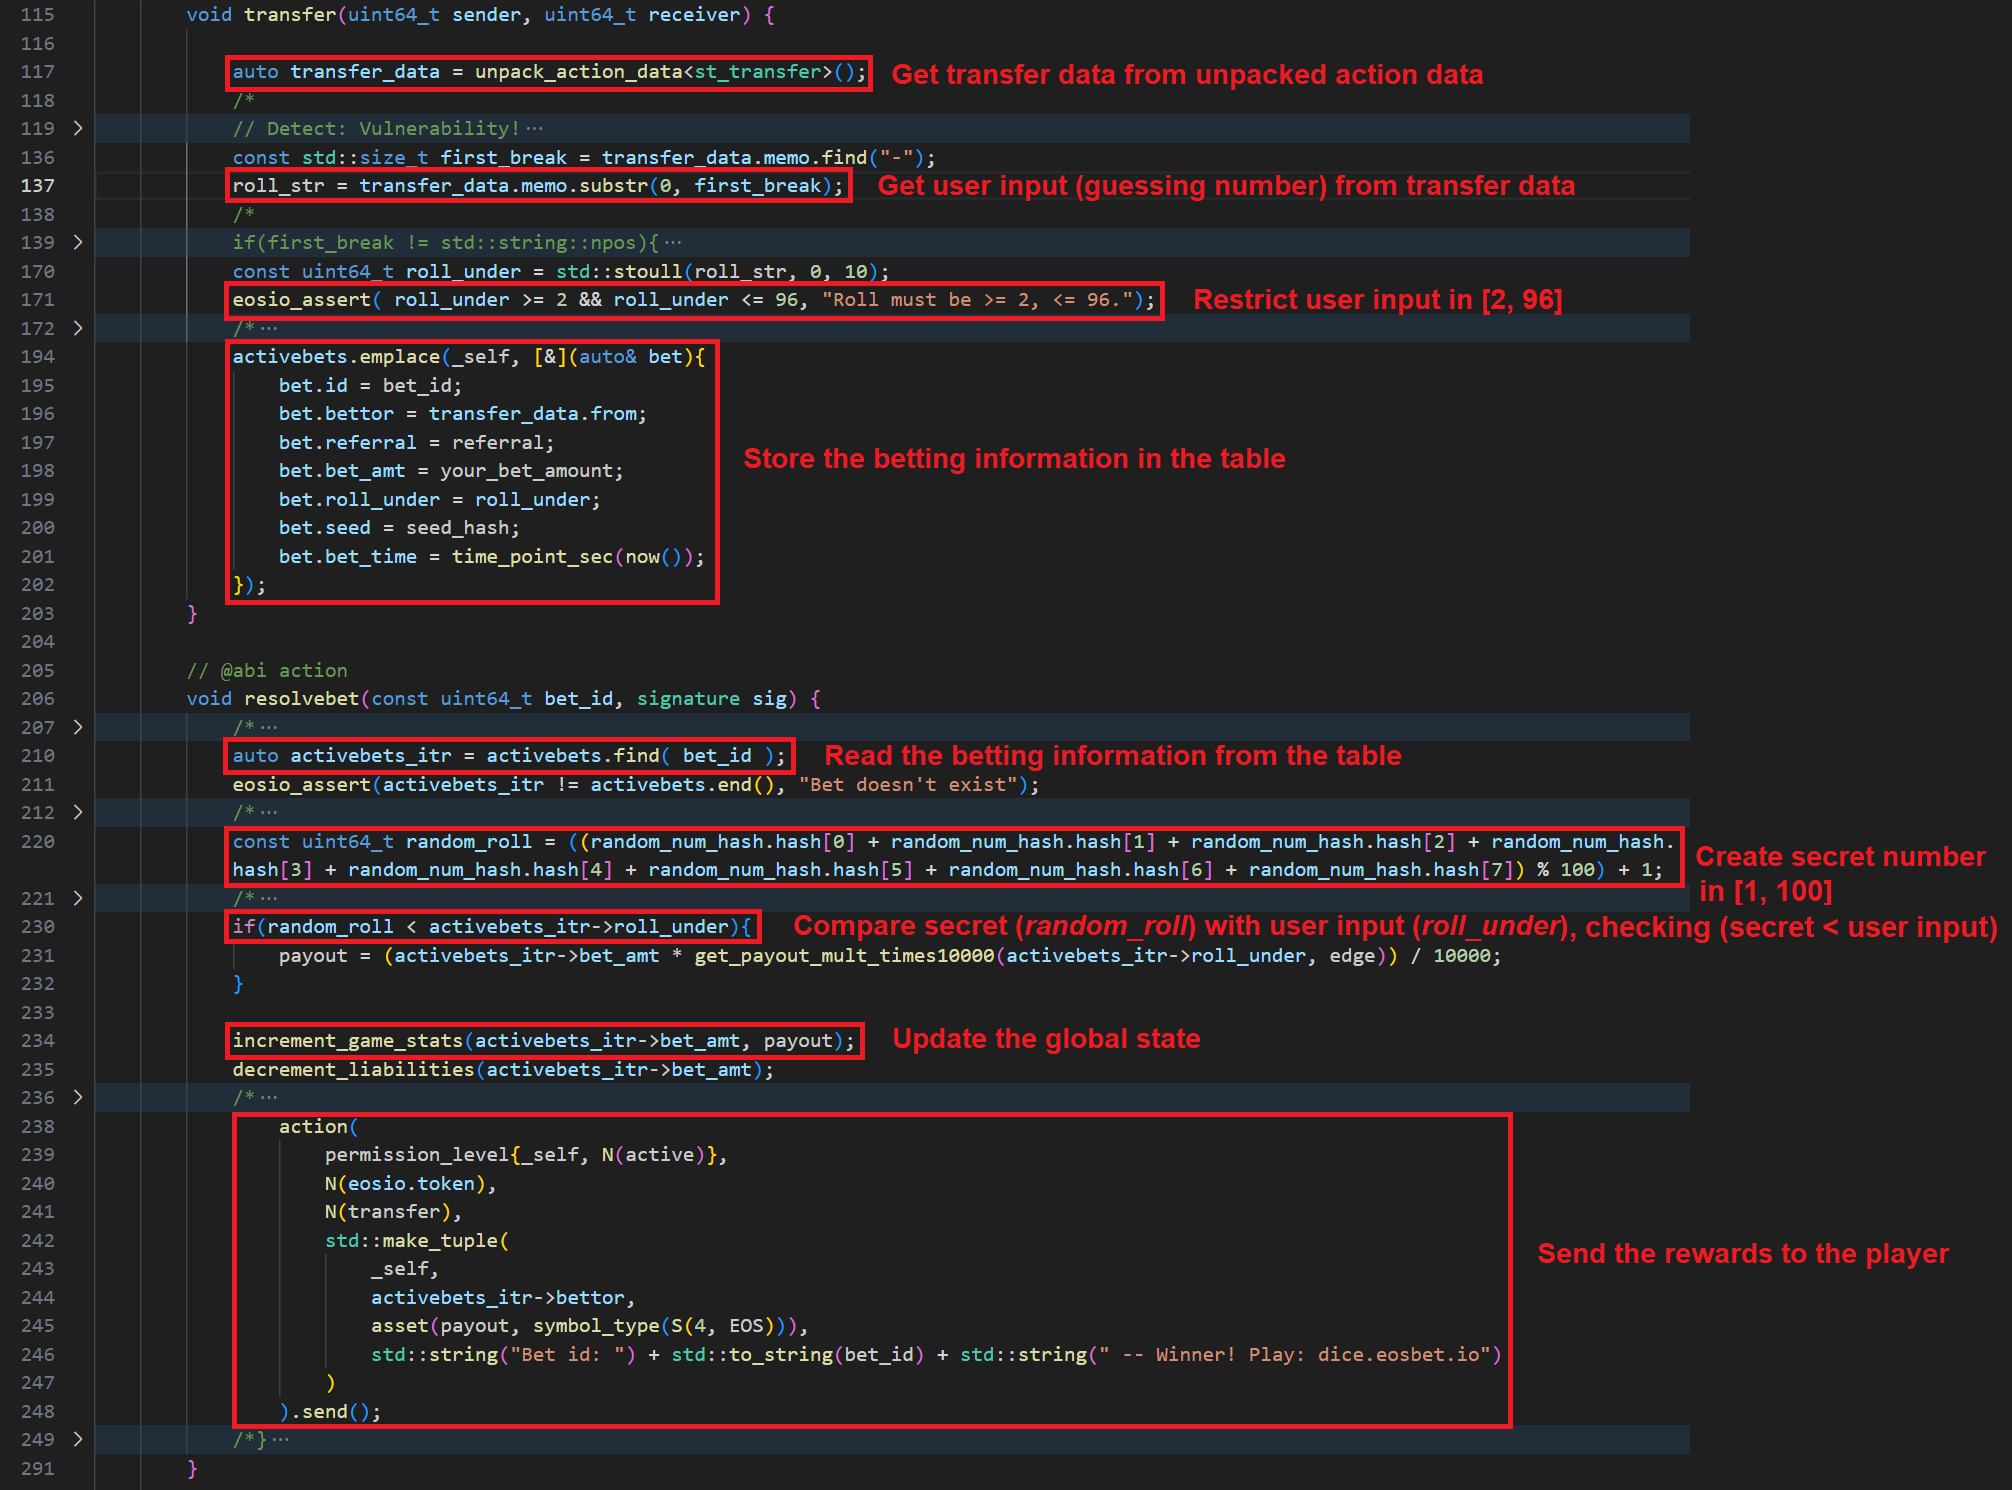 115 void transfer(uint64_t sender, uint64_t receiver) {
116
117 auto transfer_data = unpack_action_data<st_transfer>(); Get transfer data from unpacked action data
118 /*
119 > // Detect: Vulnerability!···
136 const std::size_t first_break = transfer_data.memo.find("-");
137 roll_str = transfer_data.memo.substr(0, first_break); Get user input (guessing number) from transfer data
138 /*
139 > if(first_break != std::string::npos){···
170 const uint64_t roll_under = std::stoull(roll_str, 0, 10);
171 eosio_assert( roll_under >= 2 && roll_under <= 96, "Roll must be >= 2, <= 96."); Restrict user input in [2, 96]
172 > /*···
194 activebets.emplace(_self, [&](auto& bet){
195 bet.id = bet_id;
196 bet.bettor = transfer_data.from;
197 bet.referral = referral;
198 bet.bet_amt = your_bet_amount; Store the betting information in the table
199 bet.roll_under = roll_under;
200 bet.seed = seed_hash;
201 bet.bet_time = time_point_sec(now());
202 });
203 }
204
205 // @abi action
206 void resolvebet(const uint64_t bet_id, signature sig) {
207 > /*···
210 auto activebets_itr = activebets.find( bet_id ); Read the betting information from the table
211 eosio_assert(activebets_itr != activebets.end(), "Bet doesn't exist");
212 > /*···
220 const uint64_t random_roll = ((random_num_hash.hash[0] + random_num_hash.hash[1] + random_num_hash.hash[2] + random_num_hash.
hash[3] + random_num_hash.hash[4] + random_num_hash.hash[5] + random_num_hash.hash[6] + random_num_hash.hash[7]) % 100) + 1;
Create secret number
in [1, 100]
221 > /*···
230 if(random_roll < activebets_itr->roll_under){ Compare secret (random_roll) with user input (roll_under), checking (secret < user input)
231 payout = (activebets_itr->bet_amt * get_payout_mult_times10000(activebets_itr->roll_under, edge)) / 10000;
232 }
233
234 increment_game_stats(activebets_itr->bet_amt, payout); Update the global state
235 decrement_liabilities(activebets_itr->bet_amt);
236 > /*···
238 action(
239 permission_level{_self, N(active)},
240 N(eosio.token),
241 N(transfer),
242 std::make_tuple(
243 _self, Send the rewards to the player
244 activebets_itr->bettor,
245 asset(payout, symbol_type(S(4, EOS))),
246 std::string("Bet id: ") + std::to_string(bet_id) + std::string(" -- Winner! Play: dice.eosbet.io")
247 )
248 ).send();
249 > /*}···
291 }